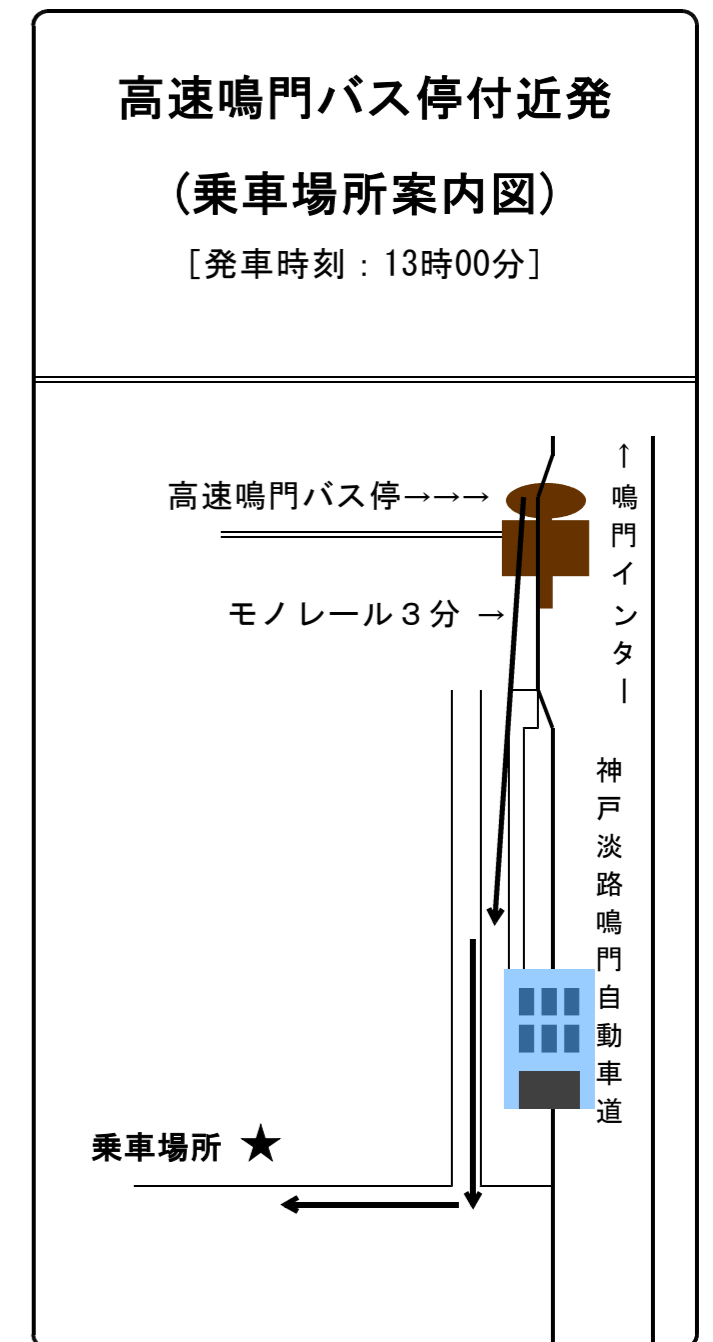 高速鳴門バス停付近発
(乗車場所案内図)
[発車時刻：13時00分]
高速鳴門バス停→→→
モノレール３分 →
↑鳴門インター
神戸淡路鳴門自動車道
乗車場所 ★